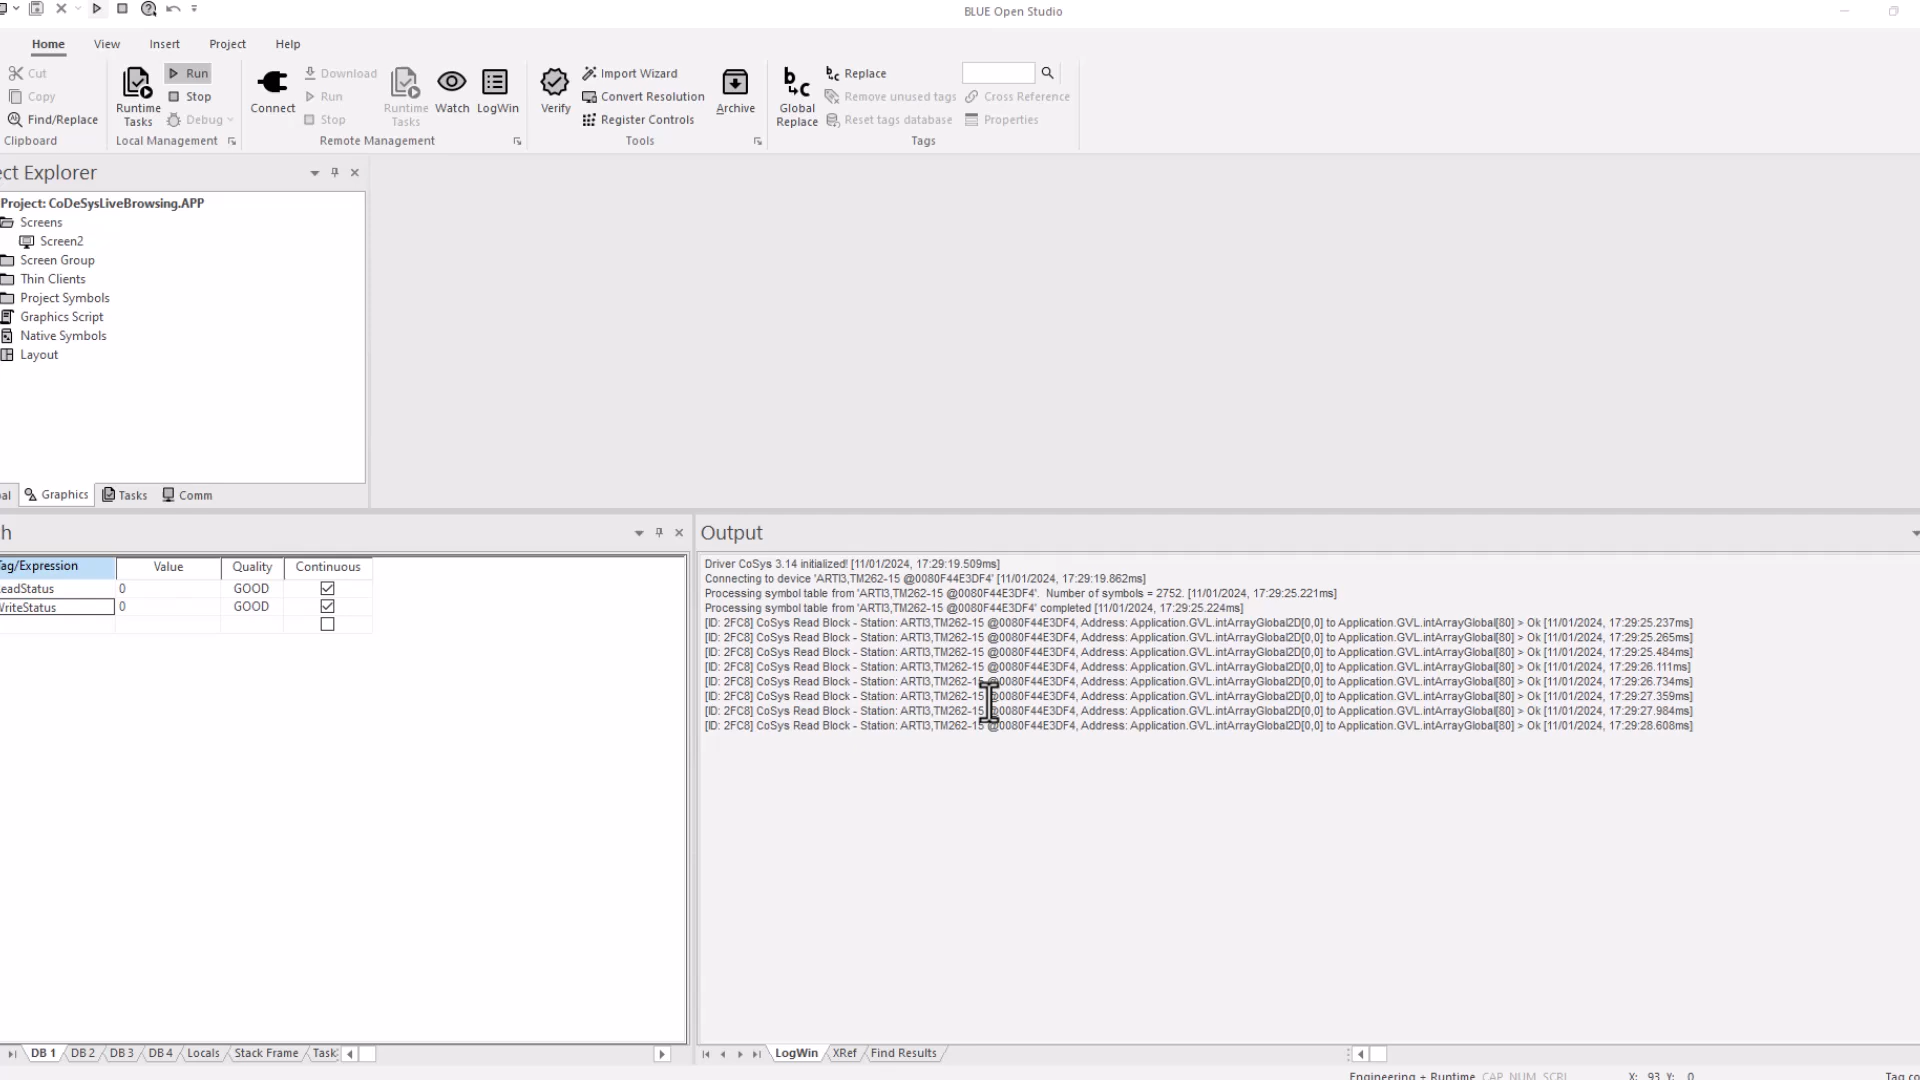 BLUE Open Studio
Home View Insert Project Help
Cut
Copy
Find/Replace
Clipboard
Runtime Tasks
Run
Stop
Debug
Local Management
Connect
Download
Run
Stop
Runtime Tasks
Watch
LogWin
Remote Management
Verify
Import Wizard
Convert Resolution
Register Controls
Archive
Tools
Global Replace
Replace
Remove unused tags
Reset tags database
Cross Reference
Properties
Tags
ect Explorer
Project: CoDeSysLiveBrowsing.APP
Screens
Screen2
Screen Group
Thin Clients
Project Symbols
Graphics Script
Native Symbols
Layout
al Graphics Tasks Comm
h
Tag/Expression Value Quality Continuous
eadStatus 0 GOOD
WriteStatus 0 GOOD
DB 1 DB 2 DB 3 DB 4 Locals Stack Frame Task
Output
Driver CoSys 3.14 initialized! [11/01/2024, 17:29:19.509ms]
Connecting to device 'ARTI3,TM262-15 @0080F44E3DF4' [11/01/2024, 17:29:19.862ms]
Processing symbol table from 'ARTI3,TM262-15 @0080F44E3DF4'.  Number of symbols = 2752. [11/01/2024, 17:29:25.221ms]
Processing symbol table from 'ARTI3,TM262-15 @0080F44E3DF4' completed [11/01/2024, 17:29:25.224ms]
[ID: 2FC8] CoSys Read Block - Station: ARTI3,TM262-15 @0080F44E3DF4, Address: Application.GVL.intArrayGlobal2D[0,0] to Application.GVL.intArrayGlobal[80] > Ok [11/01/2024, 17:29:25.237ms]
[ID: 2FC8] CoSys Read Block - Station: ARTI3,TM262-15 @0080F44E3DF4, Address: Application.GVL.intArrayGlobal2D[0,0] to Application.GVL.intArrayGlobal[80] > Ok [11/01/2024, 17:29:25.265ms]
[ID: 2FC8] CoSys Read Block - Station: ARTI3,TM262-15 @0080F44E3DF4, Address: Application.GVL.intArrayGlobal2D[0,0] to Application.GVL.intArrayGlobal[80] > Ok [11/01/2024, 17:29:25.484ms]
[ID: 2FC8] CoSys Read Block - Station: ARTI3,TM262-15 @0080F44E3DF4, Address: Application.GVL.intArrayGlobal2D[0,0] to Application.GVL.intArrayGlobal[80] > Ok [11/01/2024, 17:29:26.111ms]
[ID: 2FC8] CoSys Read Block - Station: ARTI3,TM262-15 @0080F44E3DF4, Address: Application.GVL.intArrayGlobal2D[0,0] to Application.GVL.intArrayGlobal[80] > Ok [11/01/2024, 17:29:26.734ms]
[ID: 2FC8] CoSys Read Block - Station: ARTI3,TM262-15 @0080F44E3DF4, Address: Application.GVL.intArrayGlobal2D[0,0] to Application.GVL.intArrayGlobal[80] > Ok [11/01/2024, 17:29:27.359ms]
[ID: 2FC8] CoSys Read Block - Station: ARTI3,TM262-15 @0080F44E3DF4, Address: Application.GVL.intArrayGlobal2D[0,0] to Application.GVL.intArrayGlobal[80] > Ok [11/01/2024, 17:29:27.984ms]
[ID: 2FC8] CoSys Read Block - Station: ARTI3,TM262-15 @0080F44E3DF4, Address: Application.GVL.intArrayGlobal2D[0,0] to Application.GVL.intArrayGlobal[80] > Ok [11/01/2024, 17:29:28.608ms]
LogWin XRef Find Results
Engineering + Runtime CAP NUM SCRL X: 93 Y: 0 Tag co